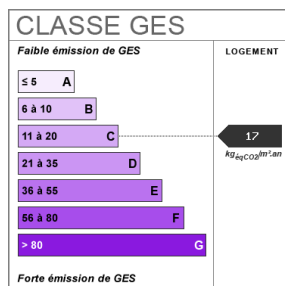 CLASSE GES
Faible émission de GES
LOGEMENT
≤ 5 A
6 à 10 B
11 à 20 C
17
kgéqCO2/m².an
21 à 35 D
36 à 55 E
56 à 80 F
> 80 G
Forte émission de GES